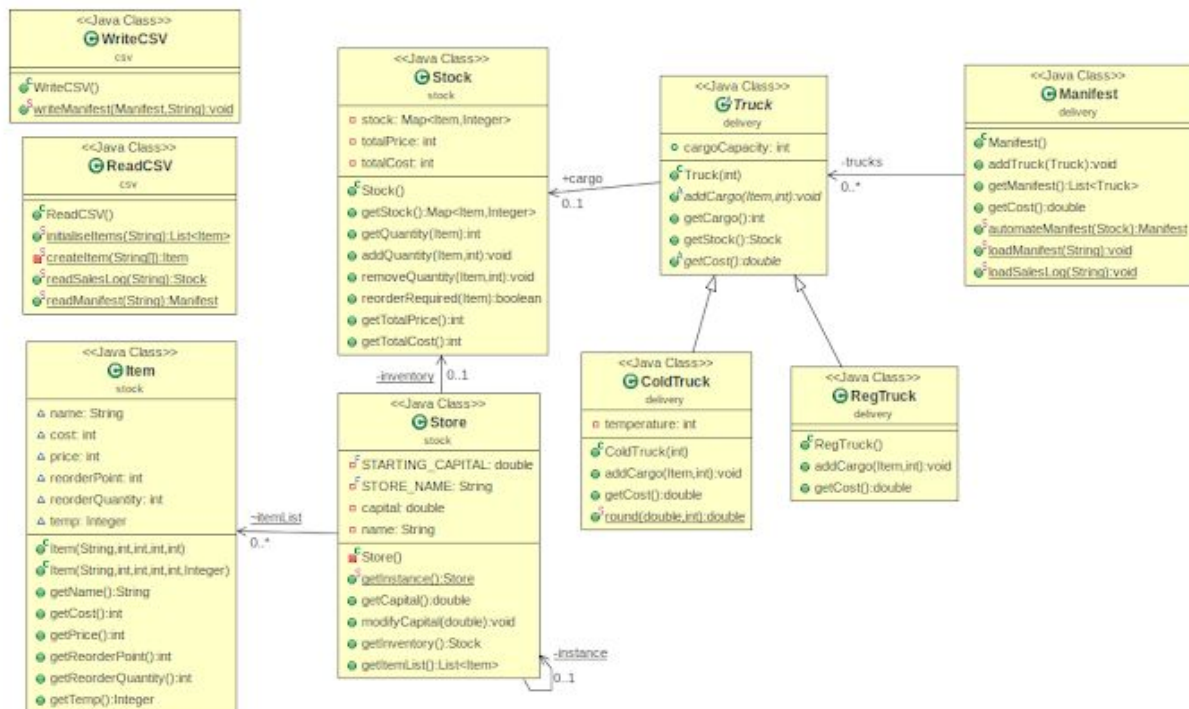 <<Java Class>>
WriteCSV
csv
WriteCSV()
writeManifest(Manifest,String):void
<<Java Class>>
ReadCSV
csv
ReadCSV()
initialiseItems(String):List<Item>
createItem(String[]):Item
readSalesLog(String):Stock
readManifest(String):Manifest
<<Java Class>>
Item
stock
name: String
cost: int
price: int
reorderPoint: int
reorderQuantity: int
temp: Integer
Item(String,int,int,int,int)
Item(String,int,int,int,int,Integer)
getName():String
getCost():int
getPrice():int
getReorderPoint():int
getReorderQuantity():int
getTemp():Integer
<<Java Class>>
Stock
stock
stock: Map<Item,Integer>
totalPrice: int
totalCost: int
Stock()
getStock():Map<Item,Integer>
getQuantity(Item):int
addQuantity(Item,int):void
removeQuantity(Item,int):void
reorderRequired(Item):boolean
getTotalPrice():int
getTotalCost():int
-inventory
0..1
<<Java Class>>
Store
stock
STARTING_CAPITAL: double
STORE_NAME: String
capital: double
name: String
Store()
getInstance():Store
getCapital():double
modifyCapital(double):void
getInventory():Stock
getItemList():List<Item>
~itemList
0..*
-instance
0..1
+cargo
0..1
<<Java Class>>
Truck
delivery
cargoCapacity: int
Truck(int)
addCargo(Item,int):void
getCargo():int
getStock():Stock
getCost():double
-trucks
0..*
<<Java Class>>
Manifest
delivery
Manifest()
addTruck(Truck):void
getManifest():List<Truck>
getCost():double
automateManifest(Stock):Manifest
loadManifest(String):void
loadSalesLog(String):void
<<Java Class>>
ColdTruck
delivery
temperature: int
ColdTruck(int)
addCargo(Item,int):void
getCost():double
round(double,int):double
<<Java Class>>
RegTruck
delivery
RegTruck()
addCargo(Item,int):void
getCost():double